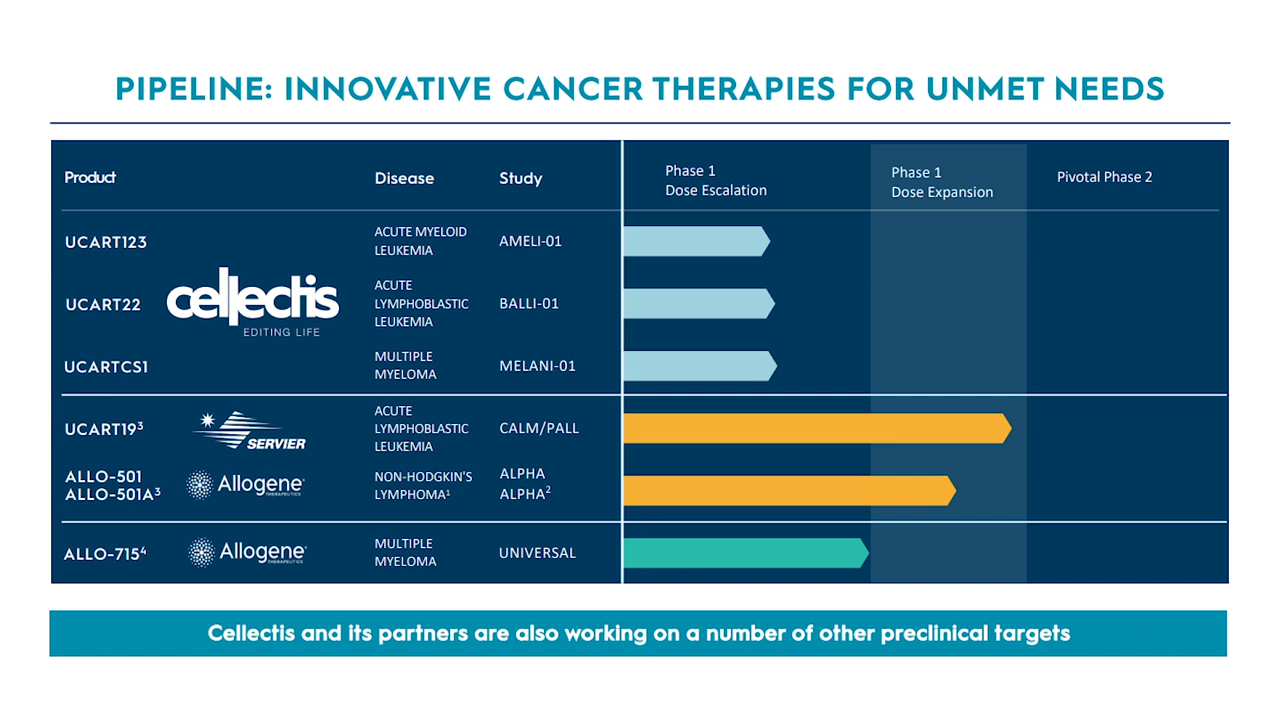 PIPELINE: INNOVATIVE CANCER THERAPIES FOR UNMET NEEDS
Product
Disease
Study
Phase 1
Dose Escalation
Phase 1
Dose Expansion
Pivotal Phase 2
UCART123
ACUTE MYELOID
LEUKEMIA
AMELI-01
cellectis
EDITING LIFE
UCART22
ACUTE
LYMPHOBLASTIC
LEUKEMIA
BALLI-01
UCARTCS1
MULTIPLE
MYELOMA
MELANI-01
UCART19³
SERVIER
ACUTE
LYMPHOBLASTIC
LEUKEMIA
CALM/PALL
ALLO-501
ALLO-501A³
Allogene
THERAPEUTICS
NON-HODGKIN'S
LYMPHOMA¹
ALPHA
ALPHA²
ALLO-715⁴
Allogene
THERAPEUTICS
MULTIPLE
MYELOMA
UNIVERSAL
Cellectis and its partners are also working on a number of other preclinical targets